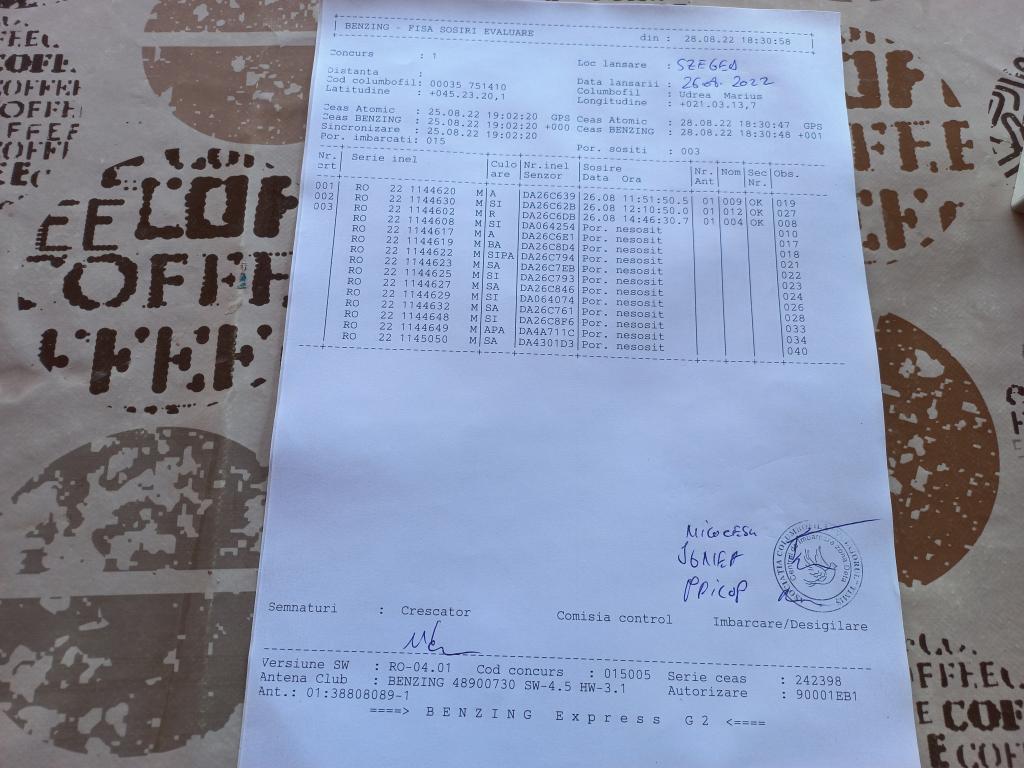 BENZING - FISA SOSIRI EVALUARE din : 28.08.22 18:30:58
Concurs : 1 Loc lansare : SZEGED
Distanta : Data lansarii : 26.08.2022
Cod columbofil: 00035 751410 Columbofil : Udrea Marius
Latitudine : +045.23.20,1 Longitudine : +021.03.13,7
Ceas Atomic : 25.08.22 19:02:20 GPS Ceas Atomic : 28.08.22 18:30:47 GPS
Ceas BENZING : 25.08.22 19:02:20 +000 Ceas BENZING : 28.08.22 18:30:48 +001
Sincronizare : 25.08.22 19:02:20
Por. imbarcati: 015 Por. sositi : 003
Nr. Serie inel Culo Nr.inel Sosire Nr. Nom Sec Obs.
crt are Senzor Data Ora Ant Nr.
001 RO 22 1144620 M A DA26C639 26.08 11:51:50.5 01 009 OK 019
002 RO 22 1144630 M SI DA26C62B 26.08 12:10:50.0 01 012 OK 027
003 RO 22 1144602 M R DA26C6DB 26.08 14:46:30.7 01 004 OK 008
RO 22 1144608 M SI DA064254 Por. nesosit 010
RO 22 1144617 M A DA26C6E1 Por. nesosit 017
RO 22 1144619 M BA DA26C8D4 Por. nesosit 018
RO 22 1144622 M SIPA DA26C794 Por. nesosit 021
RO 22 1144623 M SA DA26C7EB Por. nesosit 022
RO 22 1144625 M SI DA26C793 Por. nesosit 023
RO 22 1144627 M SA DA26C846 Por. nesosit 024
RO 22 1144629 M SI DA064074 Por. nesosit 026
RO 22 1144632 M SA DA26C761 Por. nesosit 028
RO 22 1144648 M SI DA26C8F6 Por. nesosit 033
RO 22 1144649 M APA DA4A711C Por. nesosit 034
RO 22 1145050 M SA DA4301D3 Por. nesosit 040
Semnaturi : Crescator Comisia control Imbarcare/Desigilare
Versiune SW : RO-04.01 Cod concurs : 015005 Serie ceas : 242398
Antena Club : BENZING 48900730 SW-4.5 HW-3.1 Autorizare : 90001EB1
Ant.: 01:38808089-1
====> BENZING Express G2 <====